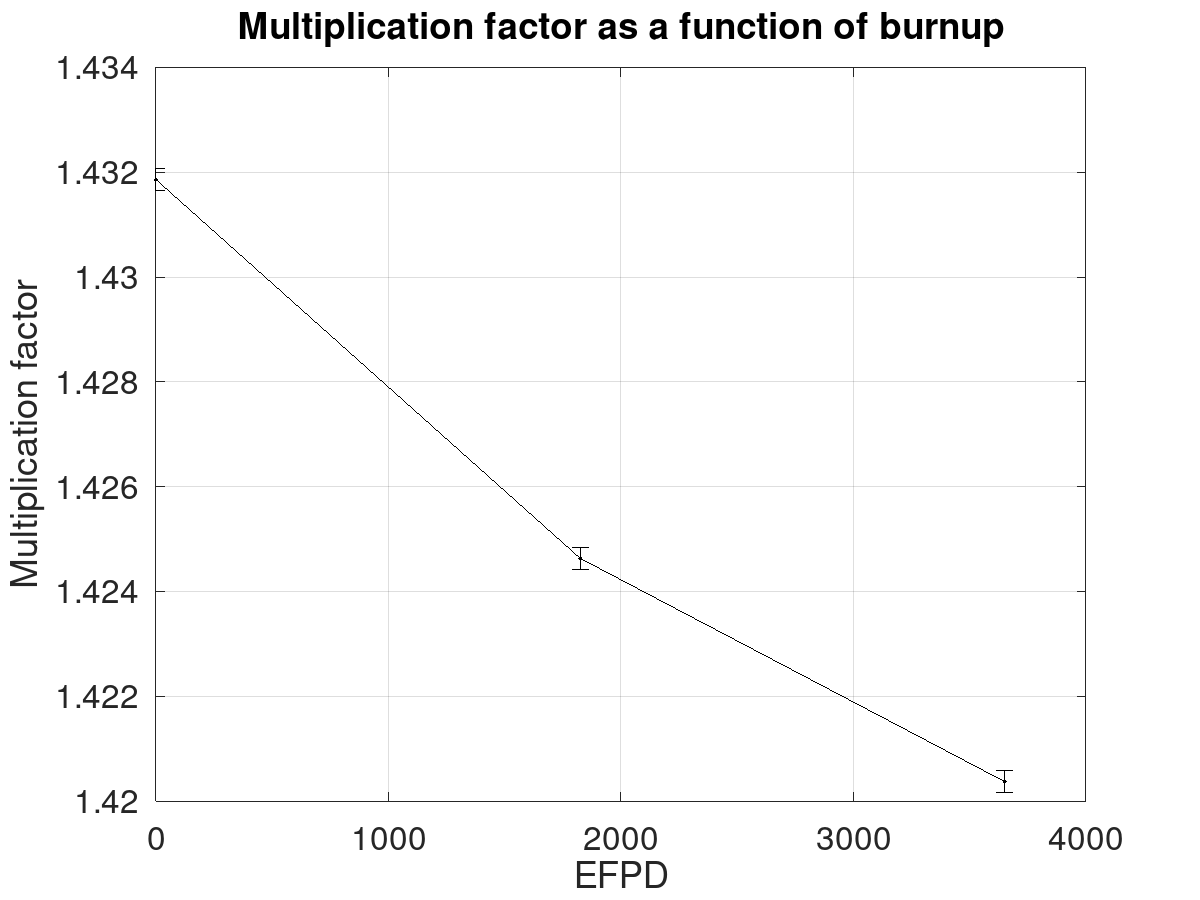 Multiplication factor as a function of burnup
1.434
1.432
1.43
1.428
1.426
1.424
1.422
1.42
Multiplication factor
0 1000 2000 3000 4000
EFPD